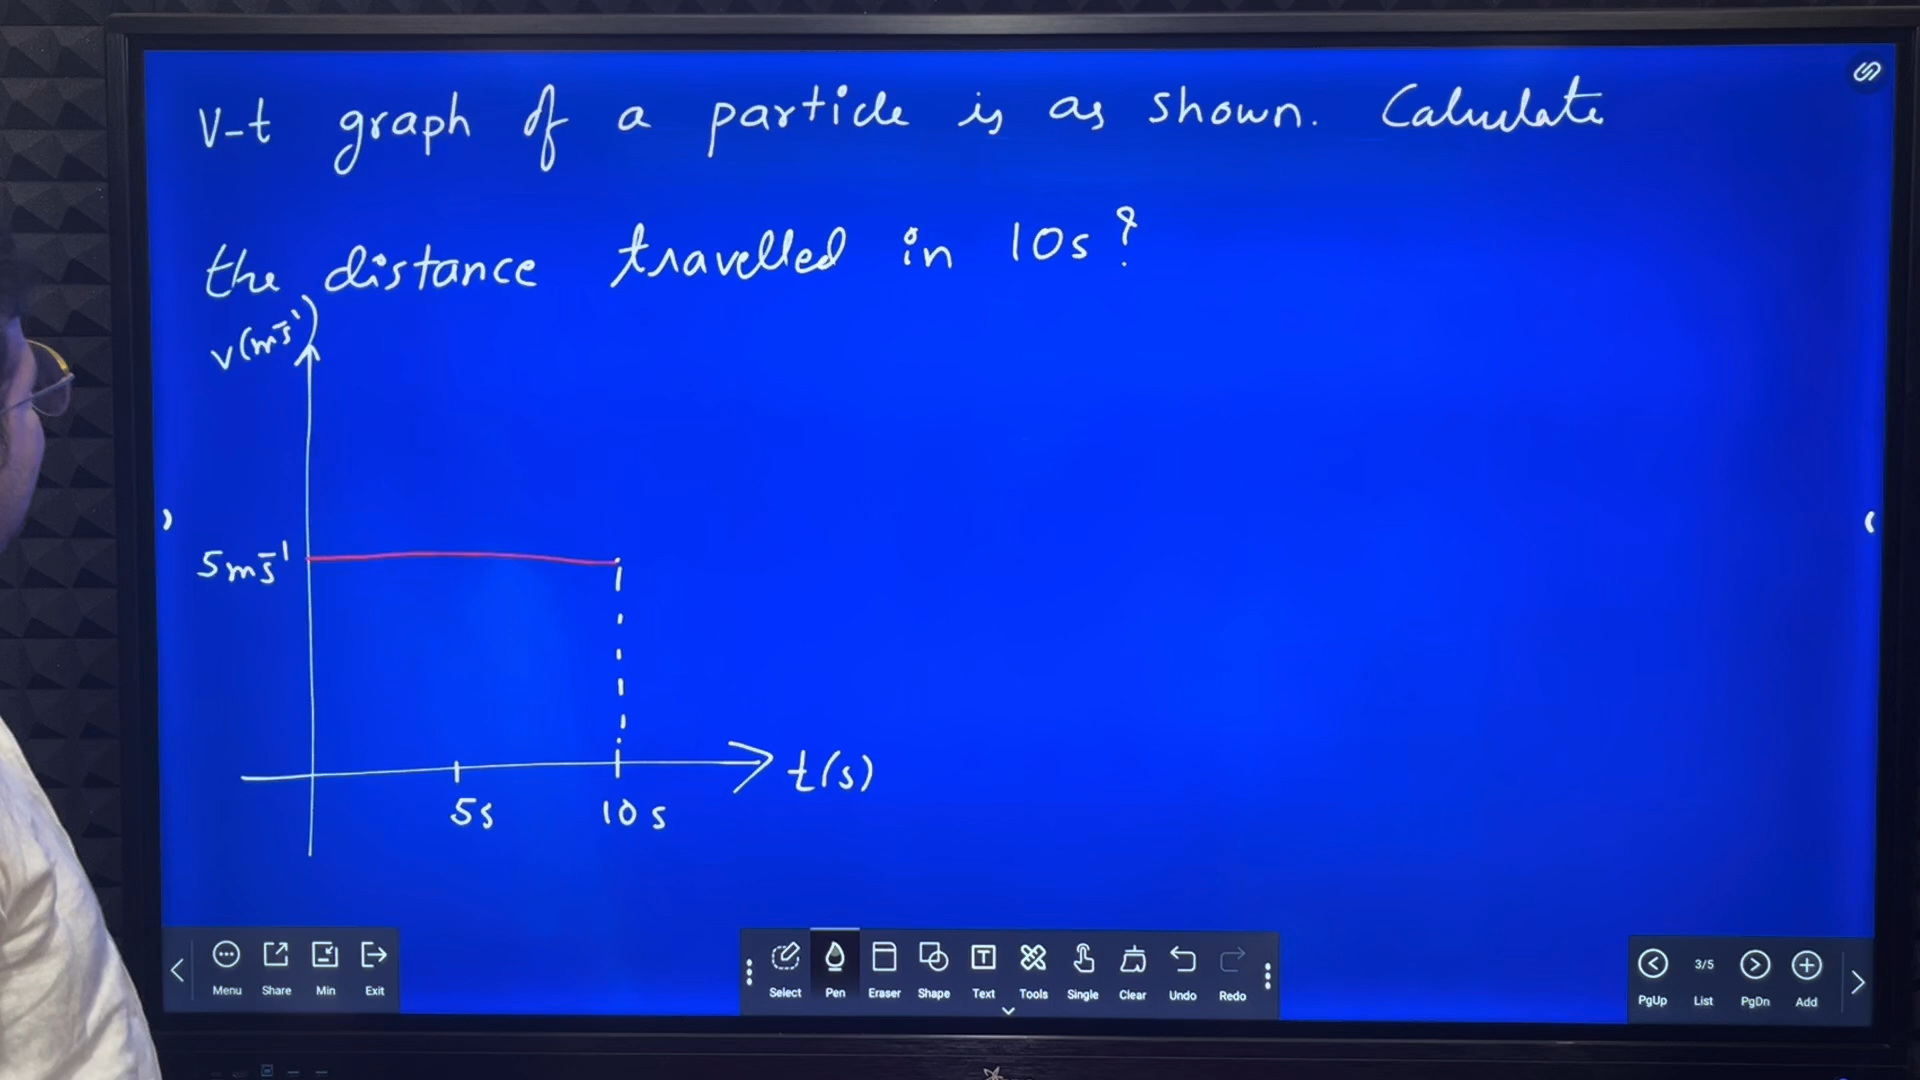 v-t graph of a particle is as shown. Calculate
the distance travelled in 10s?
v(ms⁻¹)
5ms⁻¹
t(s)
5s 10s
Menu Share Min Exit
Select Pen Eraser Shape Text Tools Single Clear Undo Redo
3/5
PgUp List PgDn Add